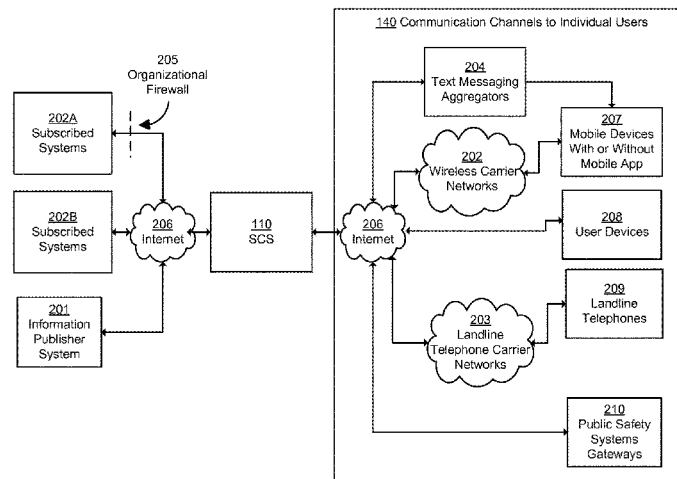 140 Communication Channels to Individual Users
205
Organizational
Firewall
202A
Subscribed
Systems
202B
Subscribed
Systems
201
Information
Publisher
System
206
Internet
110
SCS
206
Internet
204
Text Messaging
Aggregators
202
Wireless Carrier
Networks
207
Mobile Devices
With or Without
Mobile App
208
User Devices
203
Landline
Telephone Carrier
Networks
209
Landline
Telephones
210
Public Safety
Systems
Gateways